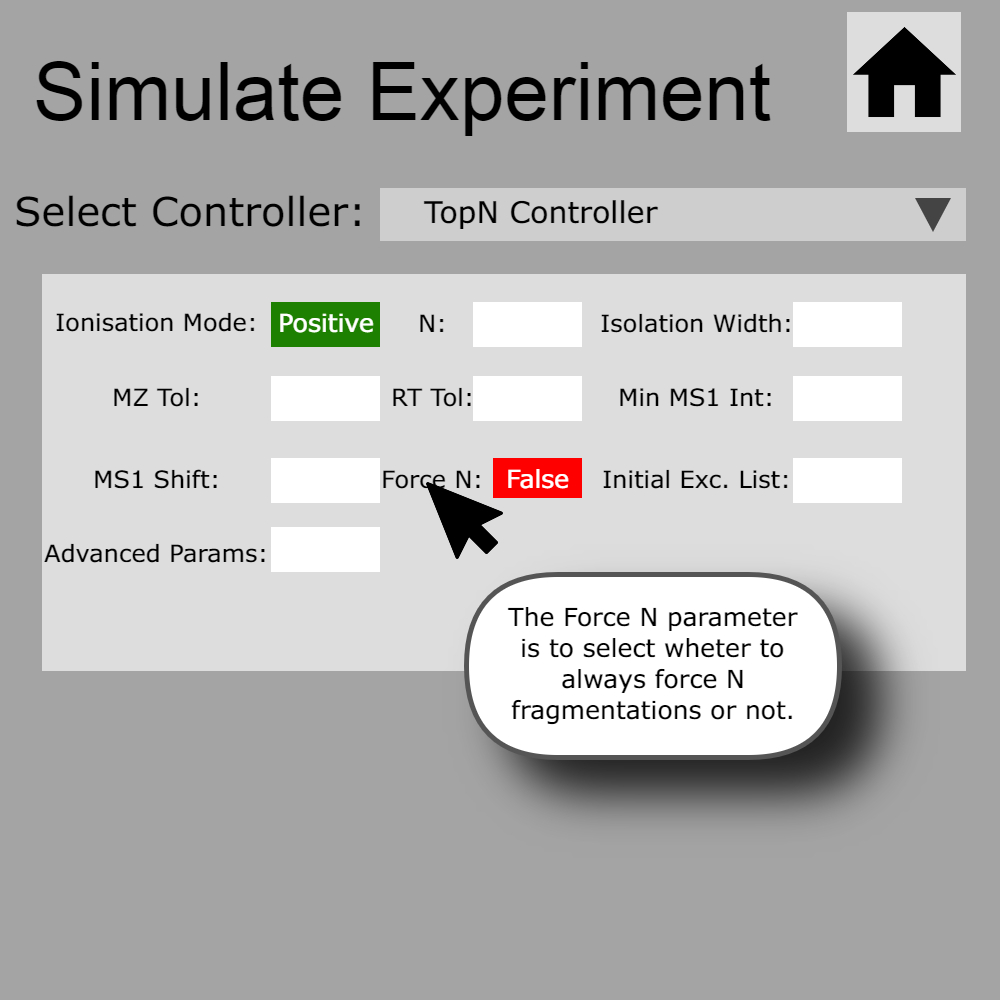 Simulate Experiment
Select Controller: TopN Controller
Ionisation Mode: Positive N: Isolation Width:
MZ Tol: RT Tol: Min MS1 Int:
MS1 Shift: Force N: False Initial Exc. List:
Advanced Params:
The Force N parameter
is to select wheter to
always force N
fragmentations or not.